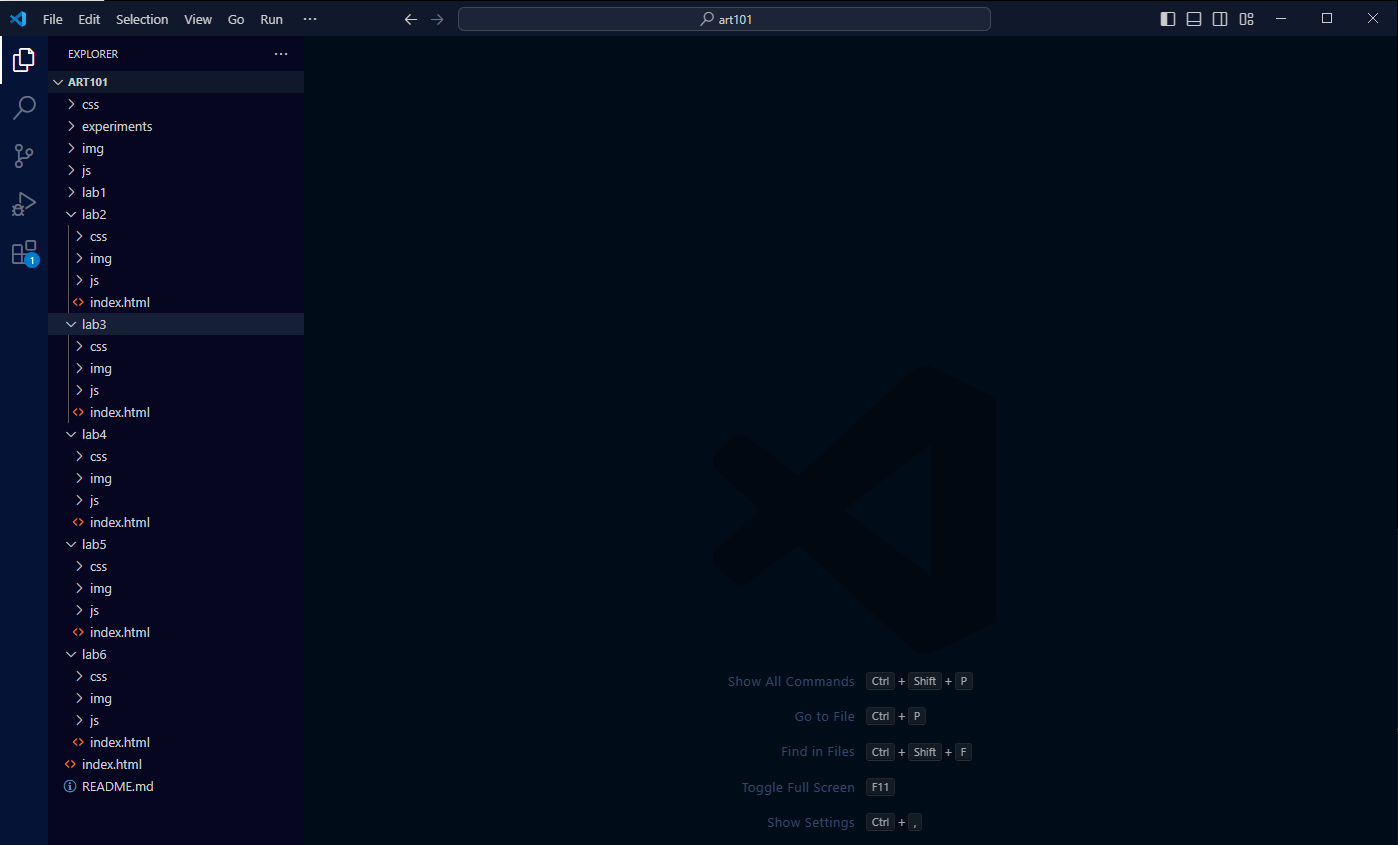 File Edit Selection View Go Run ···
art101
EXPLORER ···
ART101
css
experiments
img
js
lab1
lab2
css
img
js
index.html
lab3
css
img
js
index.html
lab4
css
img
js
index.html
lab5
css
img
js
index.html
lab6
css
img
js
index.html
index.html
README.md
1
Show All Commands Ctrl + Shift + P
Go to File Ctrl + P
Find in Files Ctrl + Shift + F
Toggle Full Screen F11
Show Settings Ctrl + ,